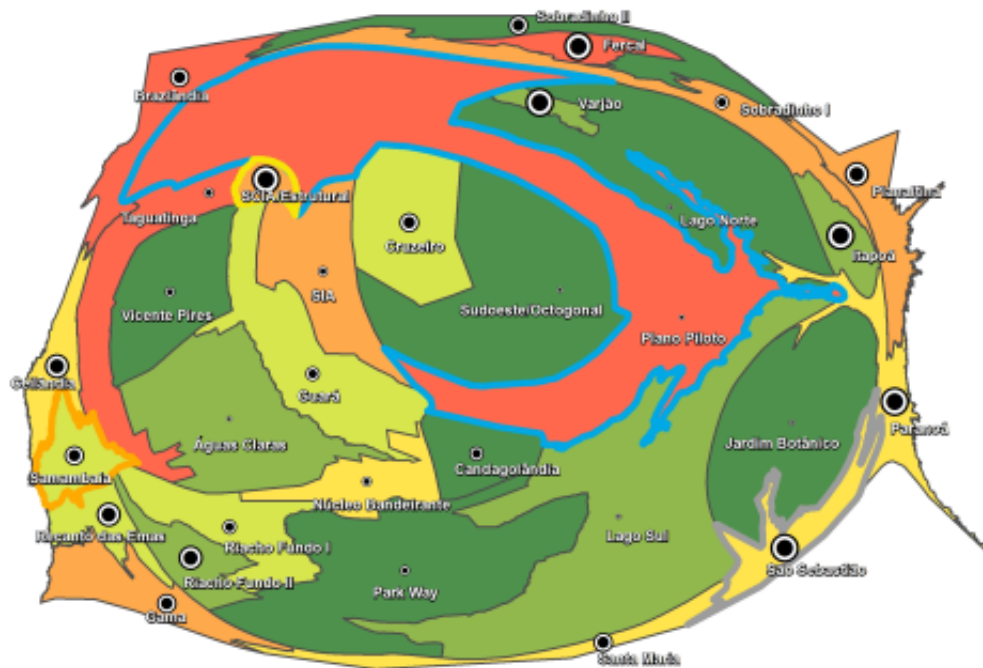 Sobradinho II
Fercal
Brazlândia
Varjão
Sobradinho I
SCIA/Estrutural
Planaltina
Taguatinga
Lago Norte
Cruzeiro
Itapoã
SIA
Vicente Pires
Sudoeste/Octogonal
Plano Piloto
Ceilândia
Guará
Paranoá
Águas Claras
Jardim Botânico
Samambaia
Candagolândia
Núcleo Bandeirante
Recanto das Emas
Riacho Fundo I
Lago Sul
Riacho Fundo II
São Sebastião
Park Way
Gama
Santa Maria